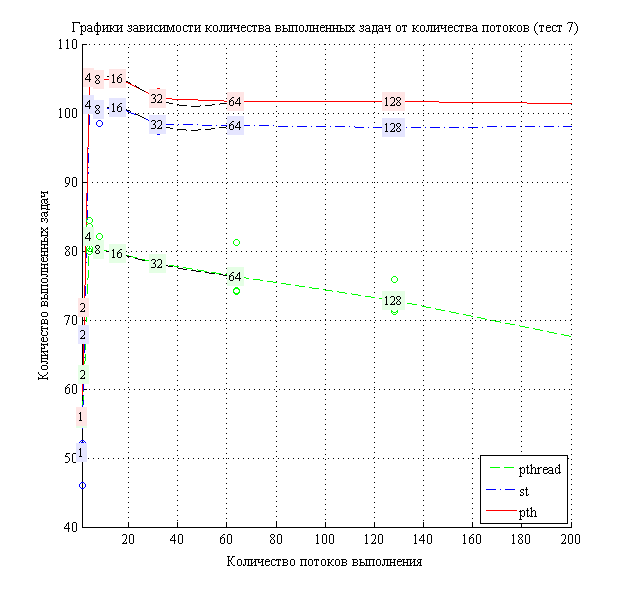 Графики зависимости количества выполненных задач от количества потоков (тест 7)
110
100
90
80
70
60
50
40
Количество выполненных задач
4 8 16 32 64 128
4 8 16 32 64 128
4 8 16 32 64 128
2
2
2
1
1
pthread
st
pth
20 40 60 80 100 120 140 160 180 200
Количество потоков выполнения